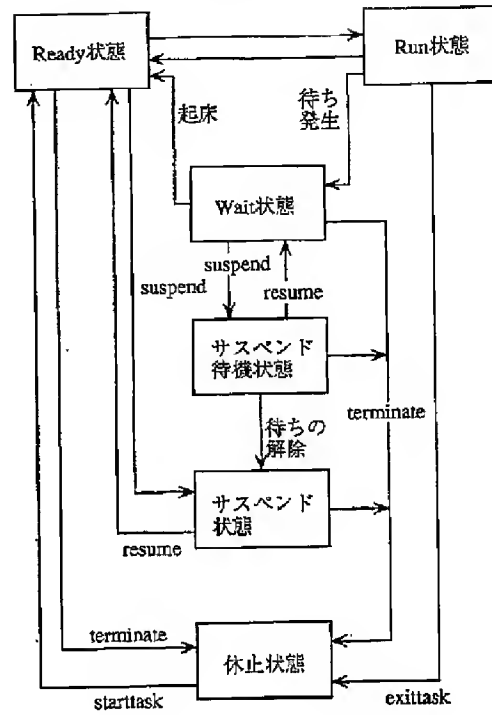 Ready状態
Run状態
起床
待ち
発生
Wait状態
suspend
suspend
resume
サスペンド
待機状態
terminate
待ちの
解除
サスペンド
状態
resume
terminate
休止状態
starttask
exittask